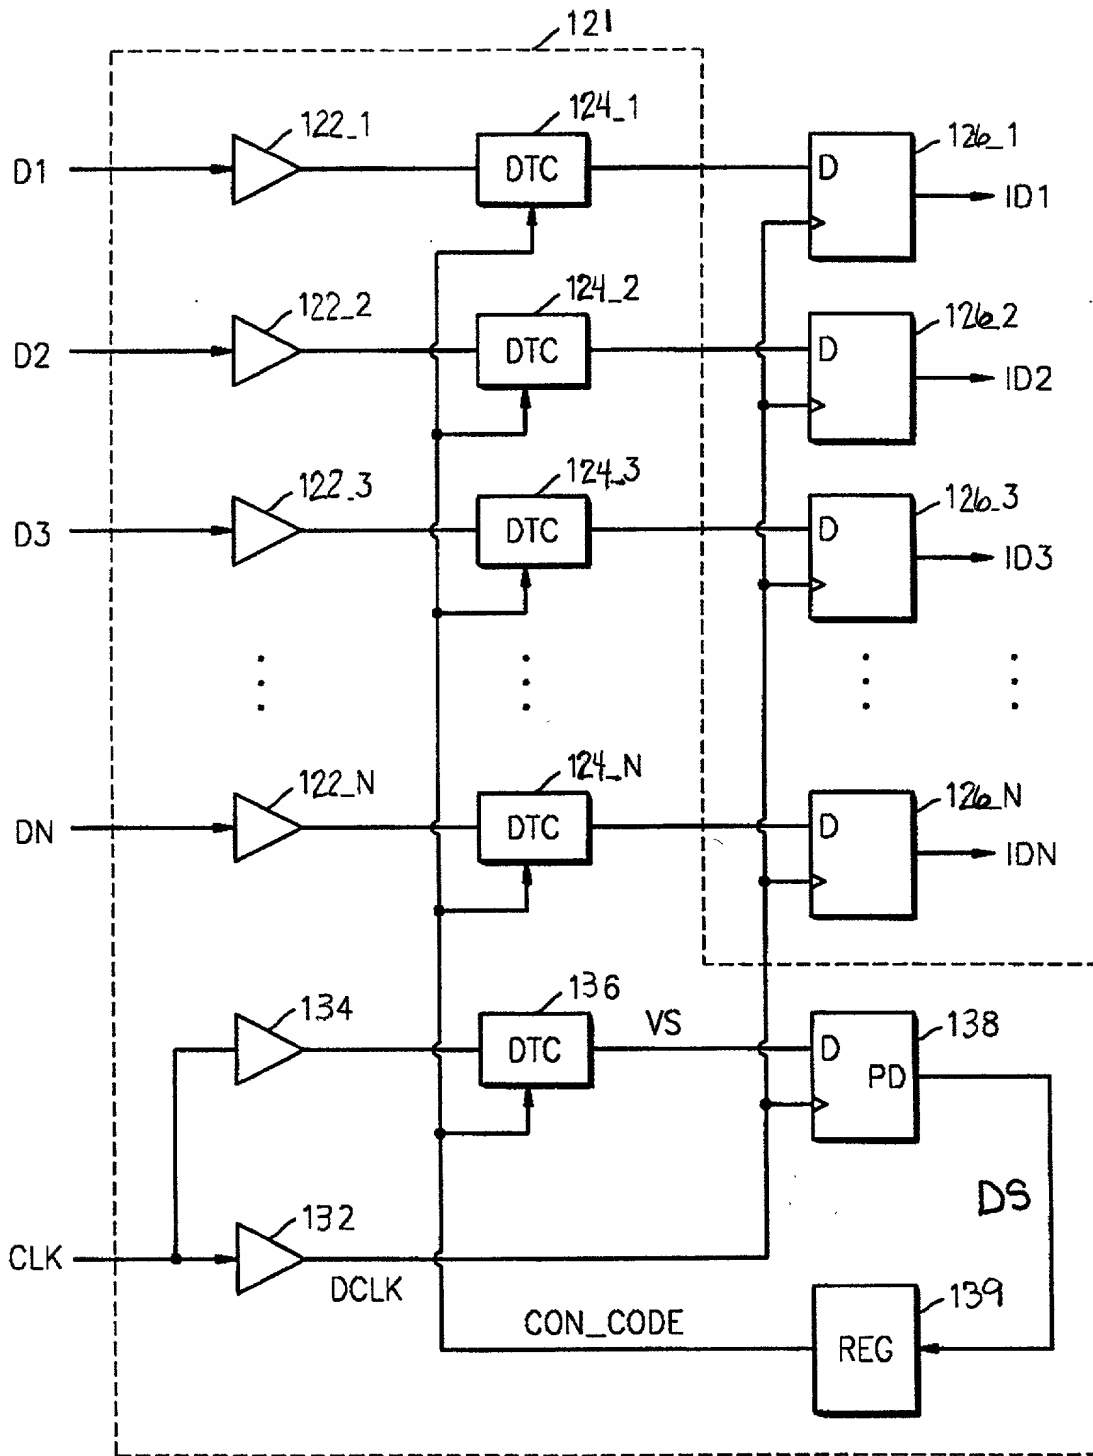 121
122_1
124_1
126_1
D1
DTC
D
ID1
122_2
124_2
126_2
D2
DTC
D
ID2
122_3
124_3
126_3
D3
DTC
D
ID3
122_N
124_N
126_N
DN
DTC
D
IDN
134
136
VS
138
DTC
D
PD
DS
132
CLK
DCLK
139
CON_CODE
REG